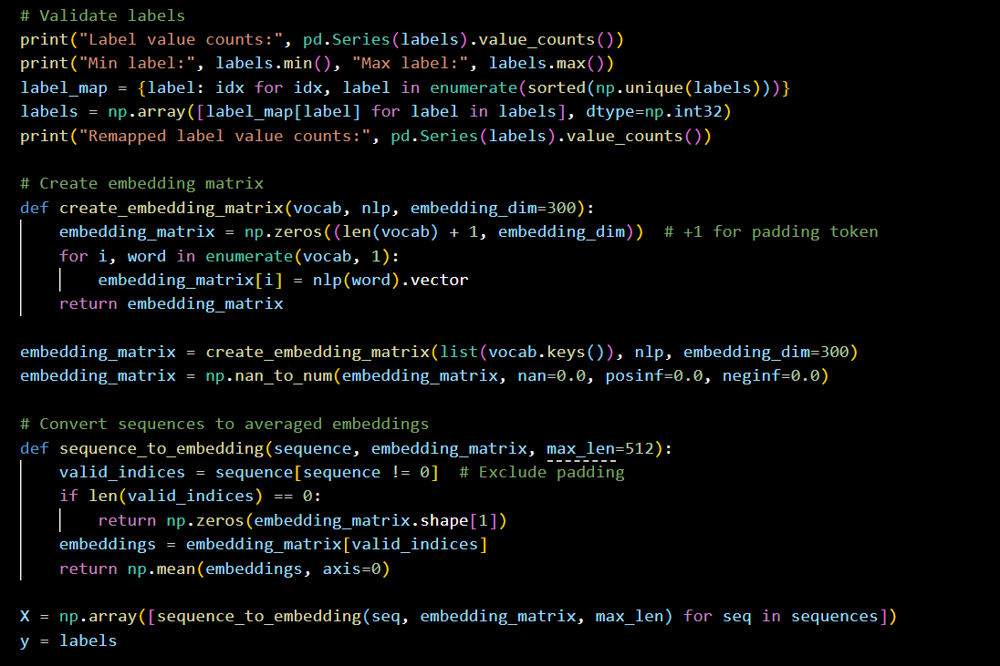 # Validate labels
print("Label value counts:", pd.Series(labels).value_counts())
print("Min label:", labels.min(), "Max label:", labels.max())
label_map = {label: idx for idx, label in enumerate(sorted(np.unique(labels)))}
labels = np.array([label_map[label] for label in labels], dtype=np.int32)
print("Remapped label value counts:", pd.Series(labels).value_counts())

# Create embedding matrix
def create_embedding_matrix(vocab, nlp, embedding_dim=300):
    embedding_matrix = np.zeros((len(vocab) + 1, embedding_dim))  # +1 for padding token
    for i, word in enumerate(vocab, 1):
        embedding_matrix[i] = nlp(word).vector
    return embedding_matrix

embedding_matrix = create_embedding_matrix(list(vocab.keys()), nlp, embedding_dim=300)
embedding_matrix = np.nan_to_num(embedding_matrix, nan=0.0, posinf=0.0, neginf=0.0)

# Convert sequences to averaged embeddings
def sequence_to_embedding(sequence, embedding_matrix, max_len=512):
    valid_indices = sequence[sequence != 0]  # Exclude padding
    if len(valid_indices) == 0:
        return np.zeros(embedding_matrix.shape[1])
    embeddings = embedding_matrix[valid_indices]
    return np.mean(embeddings, axis=0)

X = np.array([sequence_to_embedding(seq, embedding_matrix, max_len) for seq in sequences])
y = labels